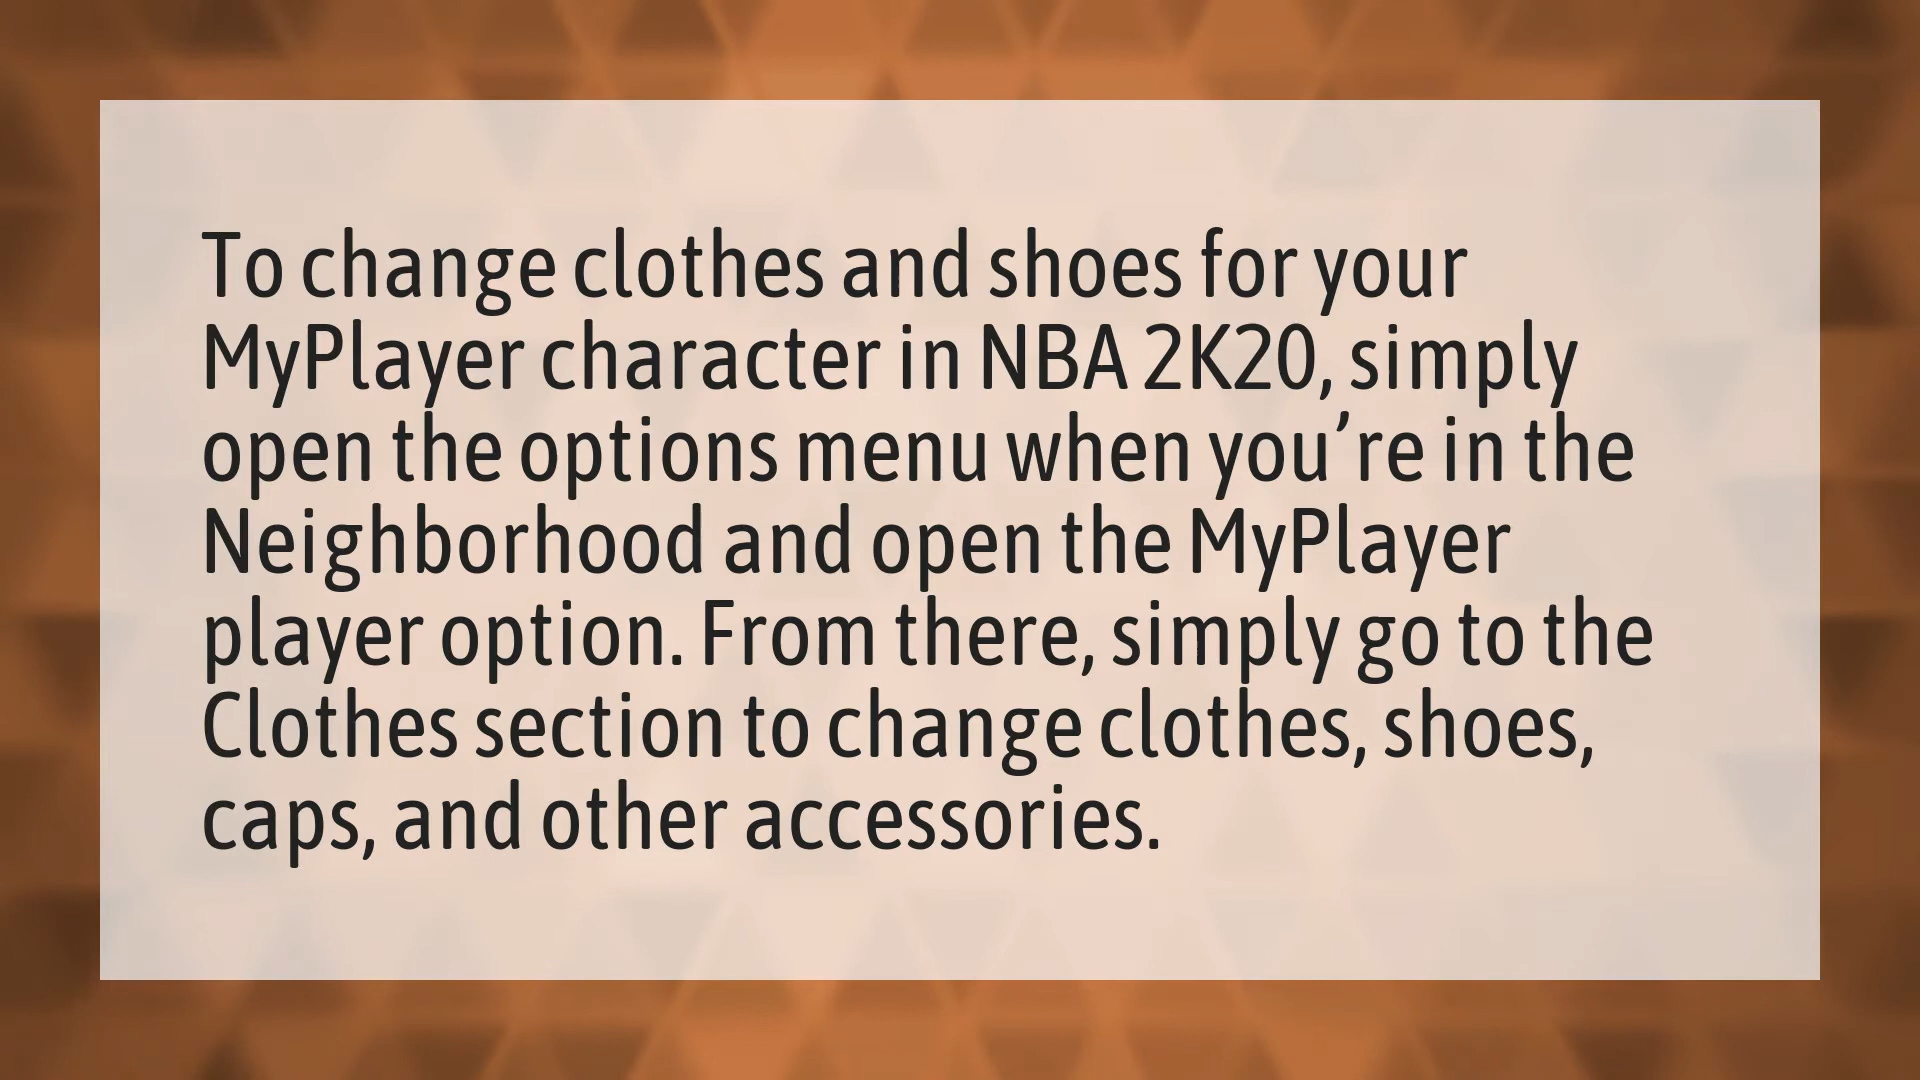 To change clothes and shoes for your
MyPlayer character in NBA 2K20, simply
open the options menu when you’re in the
Neighborhood and open the MyPlayer
player option. From there, simply go to the
Clothes section to change clothes, shoes,
caps, and other accessories.